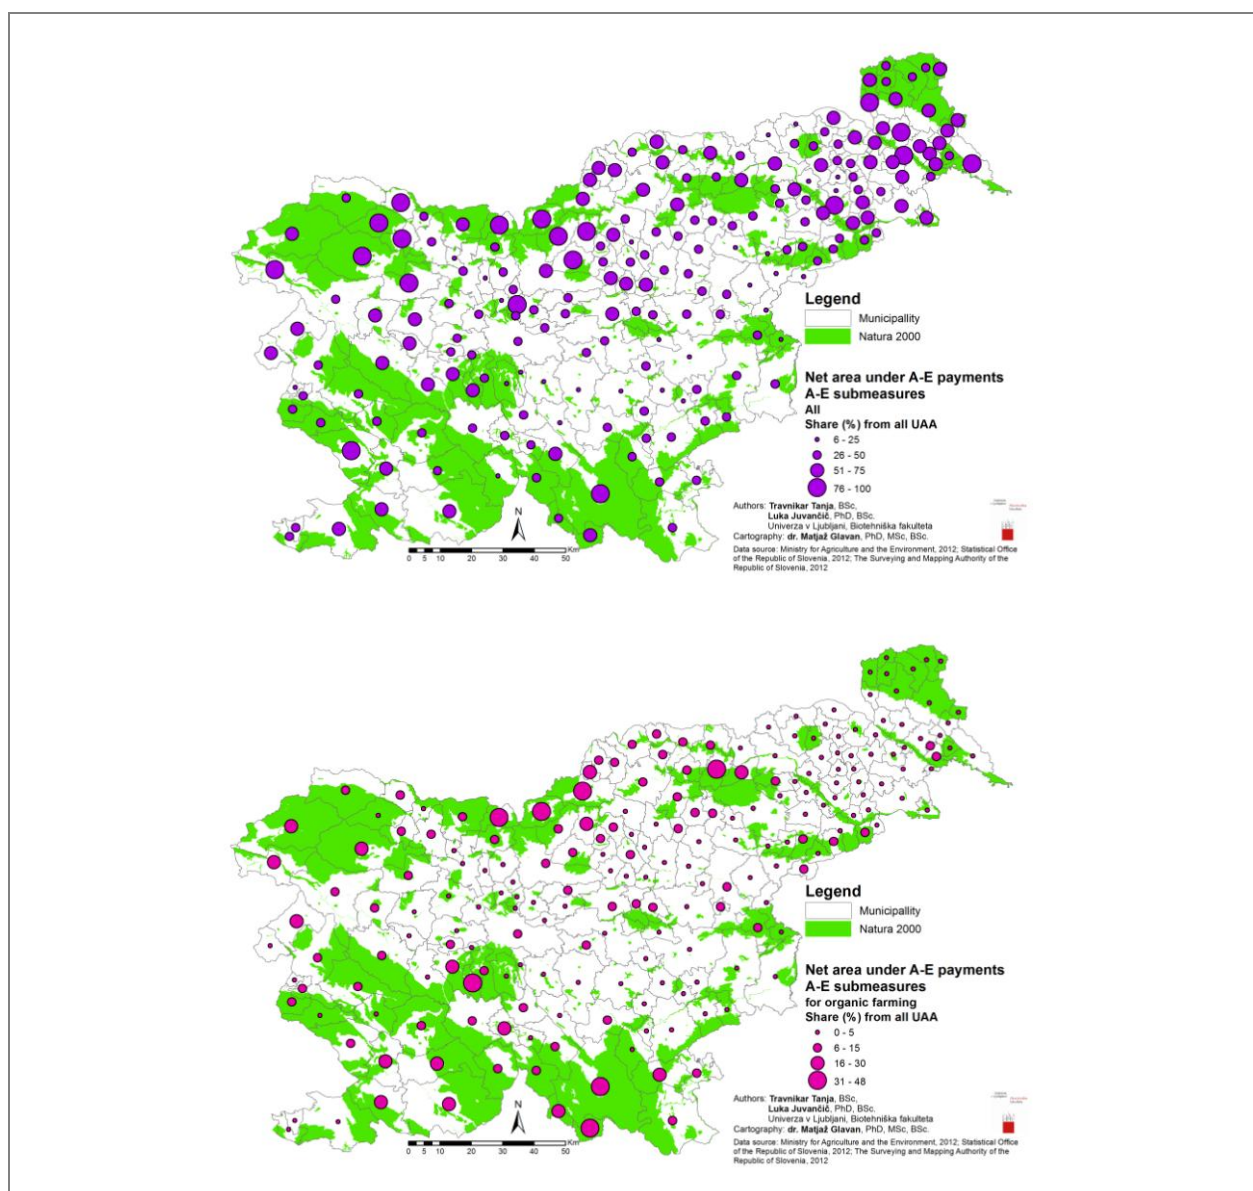 Legend
Municipallity
Natura 2000
Net area under A-E payments
A-E submeasures
All
Share (%) from all UAA
6 - 25
26 - 50
51 - 75
76 - 100
Authors: Travnikar Tanja, BSc,
Luka Juvančič, PhD, BSc.
Univerza v Ljubljani, Biotehniška fakulteta
Cartography: dr. Matjaž Glavan, PhD, MSc, BSc.
Data source: Ministry for Agriculture and the Environment, 2012; Statistical Office
of the Republic of Slovenia, 2012; The Surveying and Mapping Authority of the
Republic of Slovenia, 2012
N
Km
0 5 10 20 30 40 50
Legend
Municipallity
Natura 2000
Net area under A-E payments
A-E submeasures
for organic farming
Share (%) from all UAA
0 - 5
6 - 15
16 - 30
31 - 48
Authors: Travnikar Tanja, BSc,
Luka Juvančič, PhD, BSc.
Univerza v Ljubljani, Biotehniška fakulteta
Cartography: dr. Matjaž Glavan, PhD, MSc, BSc.
Data source: Ministry for Agriculture and the Environment, 2012; Statistical Office
of the Republic of Slovenia, 2012; The Surveying and Mapping Authority of the
Republic of Slovenia, 2012
N
Km
0 5 10 20 30 40 50